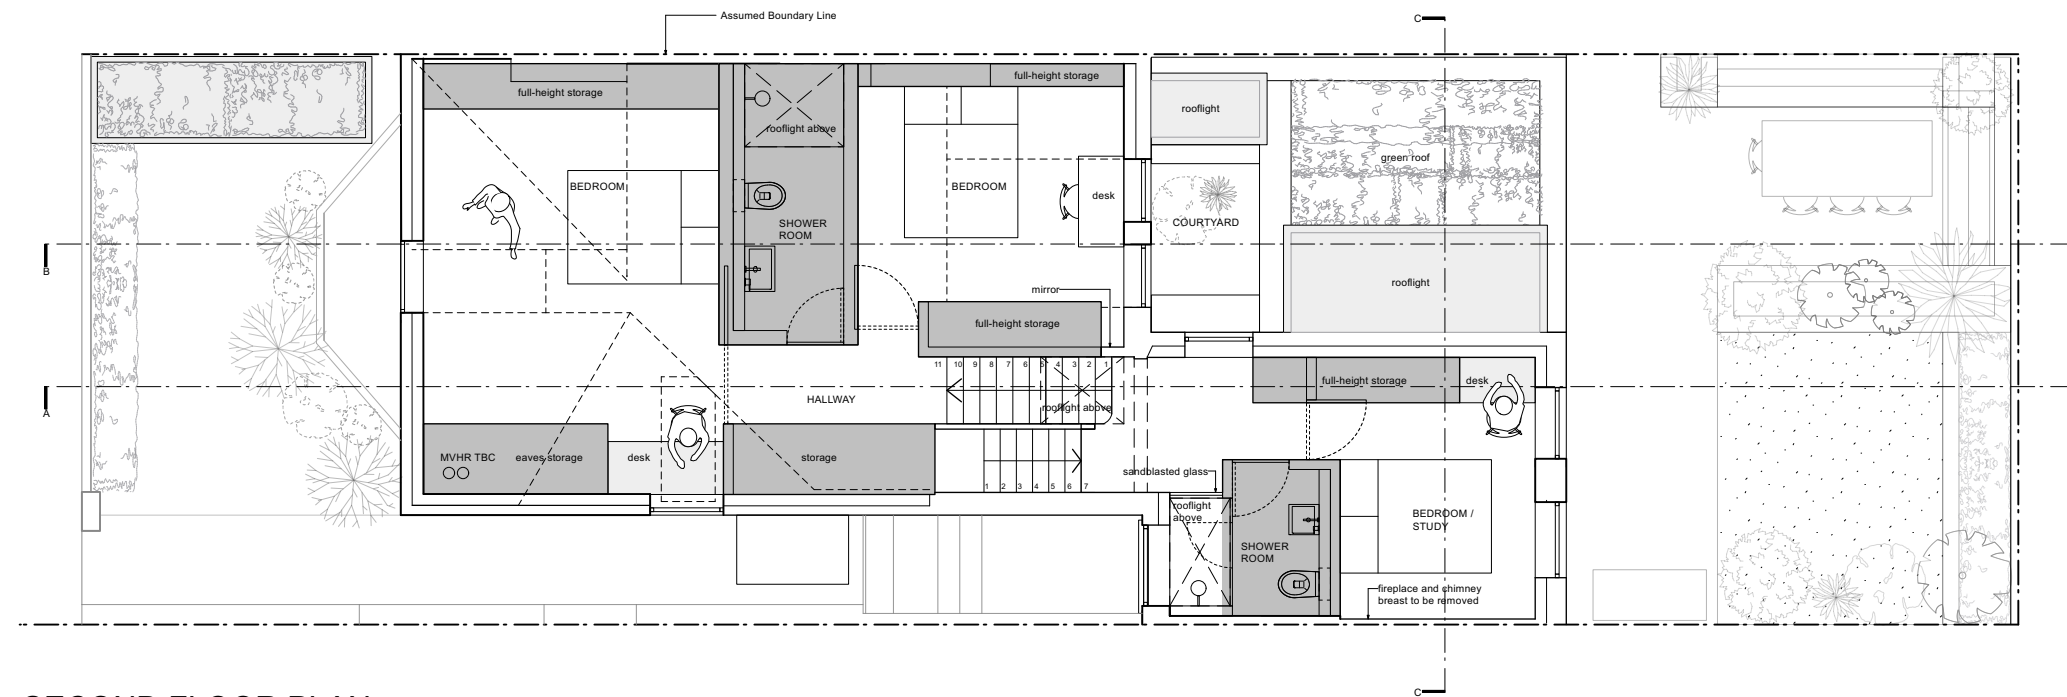 Assumed Boundary Line
C
full-height storage
full-height storage
rooflight
rooflight above
green roof
BEDROOM
BEDROOM
desk
SHOWER
ROOM
COURTYARD
B
rooflight
mirror
full-height storage
11 10 9 8 7 6 5 4 3 2 1
full-height storage
desk
HALLWAY
rooflight above
A
MVHR TBC
eaves storage
desk
storage
sandblasted glass
1 2 3 4 5 6 7
rooflight
above
BEDROOM /
STUDY
SHOWER
ROOM
fireplace and chimney
breast to be removed
C
SECOND FLOOR PLAN